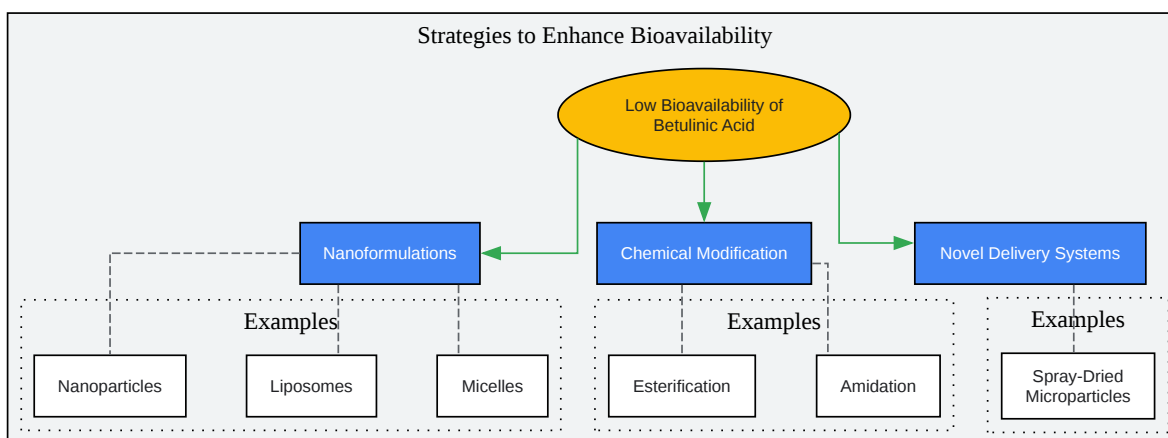 Strategies to Enhance Bioavailability
Low Bioavailability of
Betulinic Acid
Nanoformulations
Chemical Modification
Novel Delivery Systems
Examples
Examples
Examples
Nanoparticles
Liposomes
Micelles
Esterification
Amidation
Spray-Dried
Microparticles